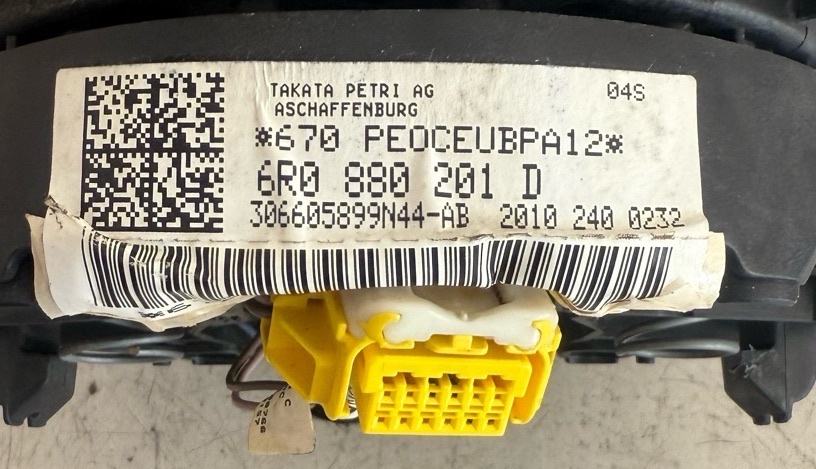 TAKATA PETRI AG
04S
ASCHAFFENBURG
*670 PEOCEUBPA12*
6R0 880 201 D
306605899N44-AB 2010 240 0232